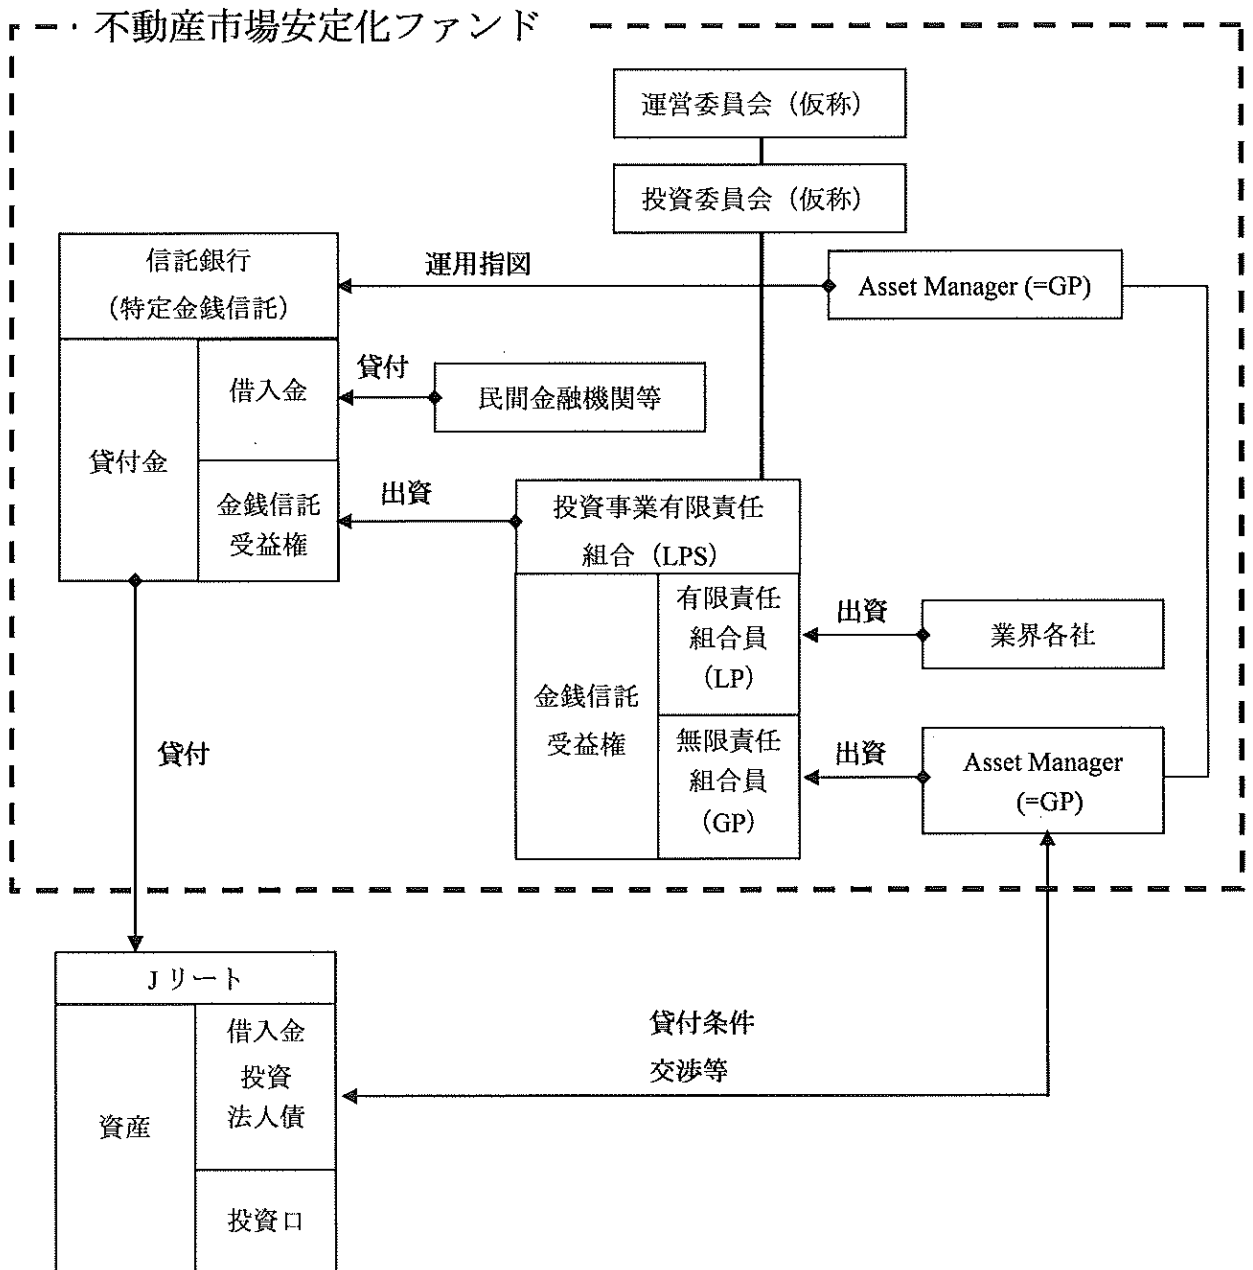 不動産市場安定化ファンド
運営委員会（仮称）
投資委員会（仮称）
信託銀行
（特定金銭信託）
運用指図
Asset Manager (=GP)
貸付金
借入金
貸付
民間金融機関等
金銭信託
受益権
出資
投資事業有限責任
組合（LPS）
金銭信託
受益権
有限責任
組合員
（LP）
出資
業界各社
無限責任
組合員
（GP）
出資
Asset Manager
(=GP)
貸付
Jリート
資産
借入金
投資
法人債
投資口
貸付条件
交渉等